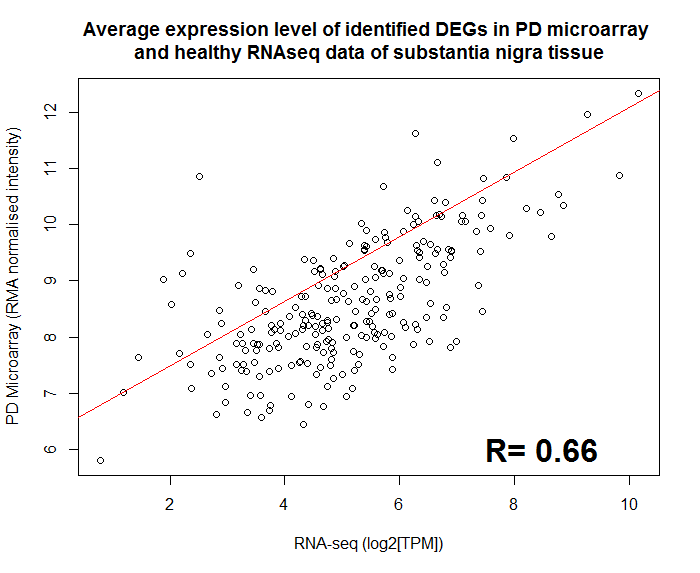 Average expression level of identified DEGs in PD microarray
and healthy RNAseq data of substantia nigra tissue
PD Microarray (RMA normalised intensity)
12
11
10
9
8
7
6
R= 0.66
2
4
6
8
10
RNA-seq (log2[TPM])